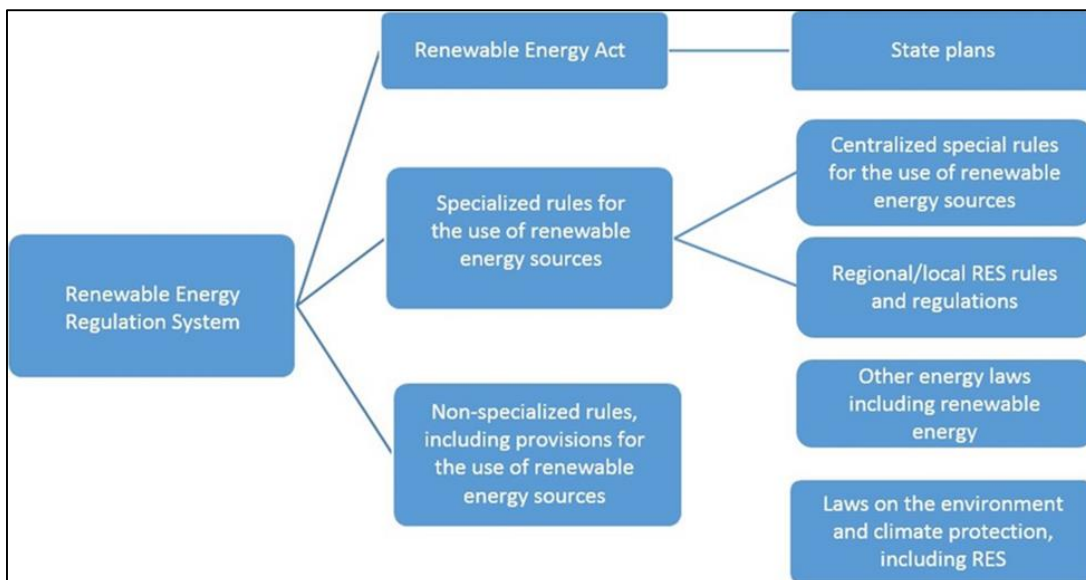 Renewable Energy
Regulation System
Renewable Energy Act
Specialized rules for
the use of renewable
energy sources
Non-specialized rules,
including provisions for
the use of renewable
energy sources
State plans
Centralized special rules
for the use of renewable
energy sources
Regional/local RES rules
and regulations
Other energy laws
including renewable
energy
Laws on the environment
and climate protection,
including RES